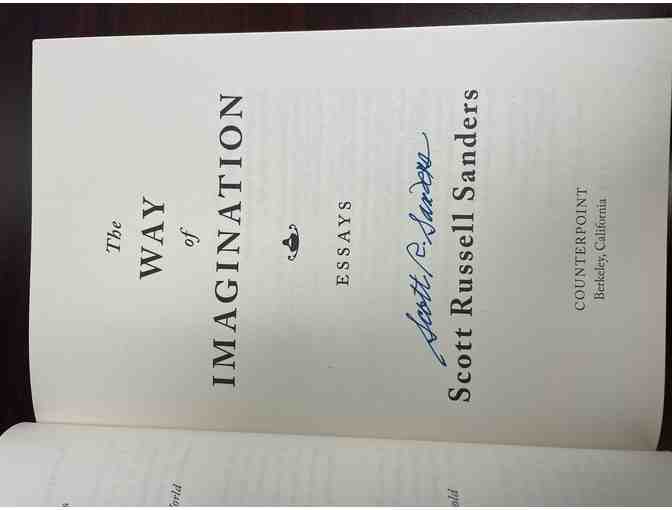 The
WAY
of
IMAGINATION
ESSAYS
Scott R. Sanders
Scott Russell Sanders
COUNTERPOINT
Berkeley, California